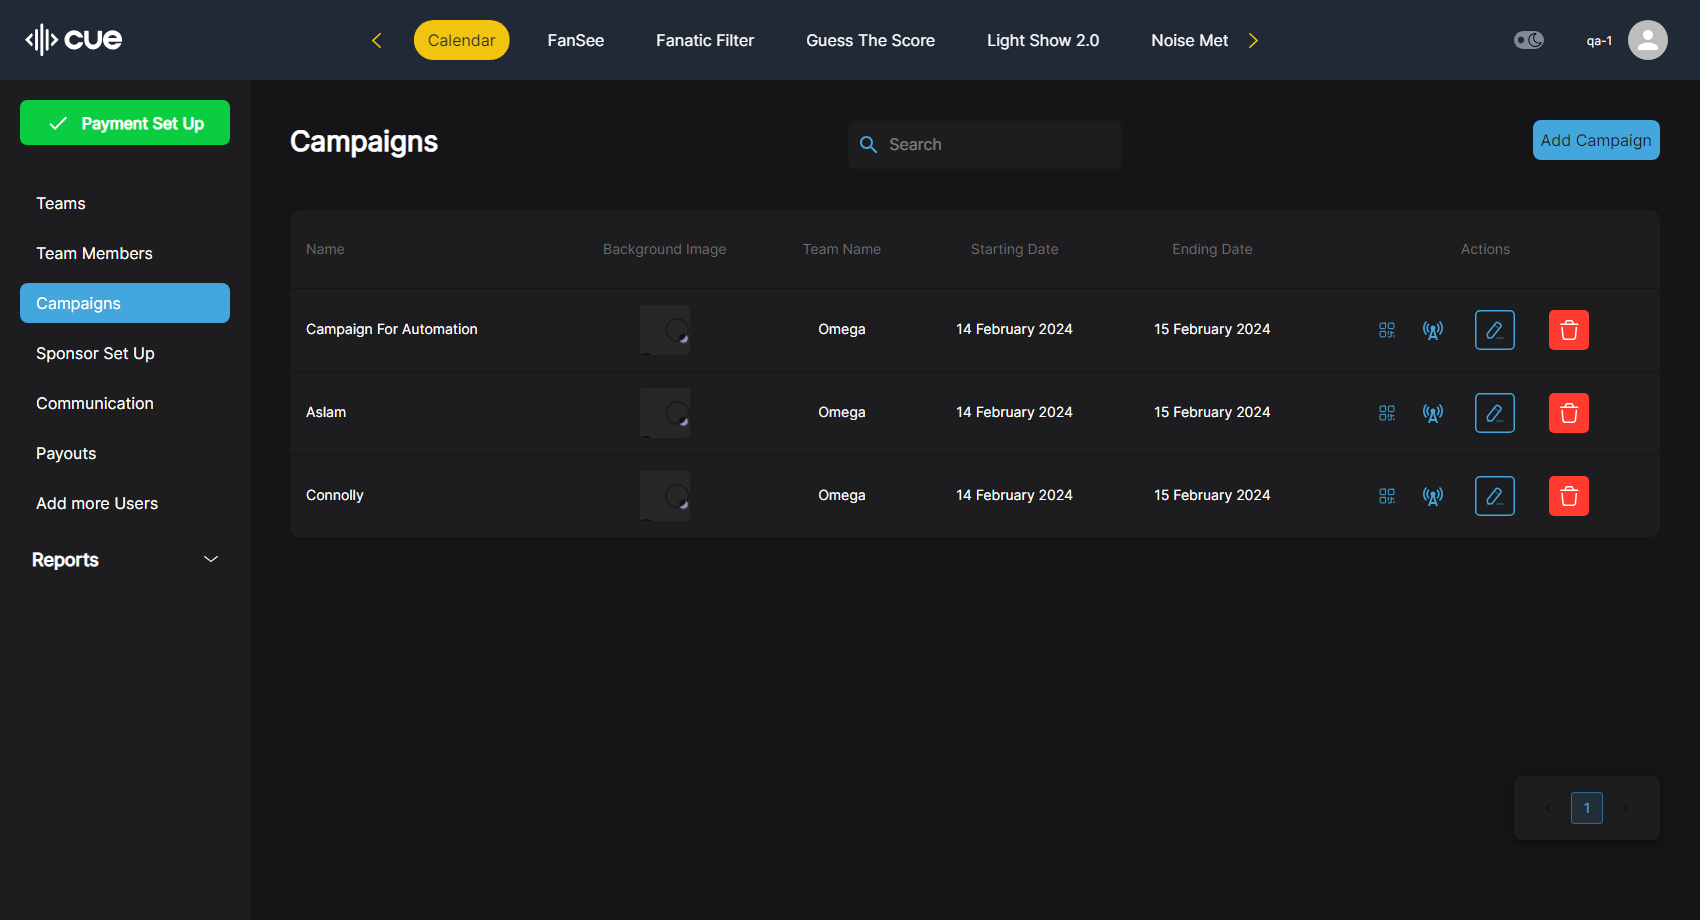 cue
Calendar FanSee Fanatic Filter Guess The Score Light Show 2.0 Noise Met
qa-1
Payment Set Up
Teams
Team Members
Campaigns
Sponsor Set Up
Communication
Payouts
Add more Users
Reports
Campaigns
Search
Add Campaign
Name Background Image Team Name Starting Date Ending Date Actions
Campaign For Automation Omega 14 February 2024 15 February 2024
Aslam Omega 14 February 2024 15 February 2024
Connolly Omega 14 February 2024 15 February 2024
1